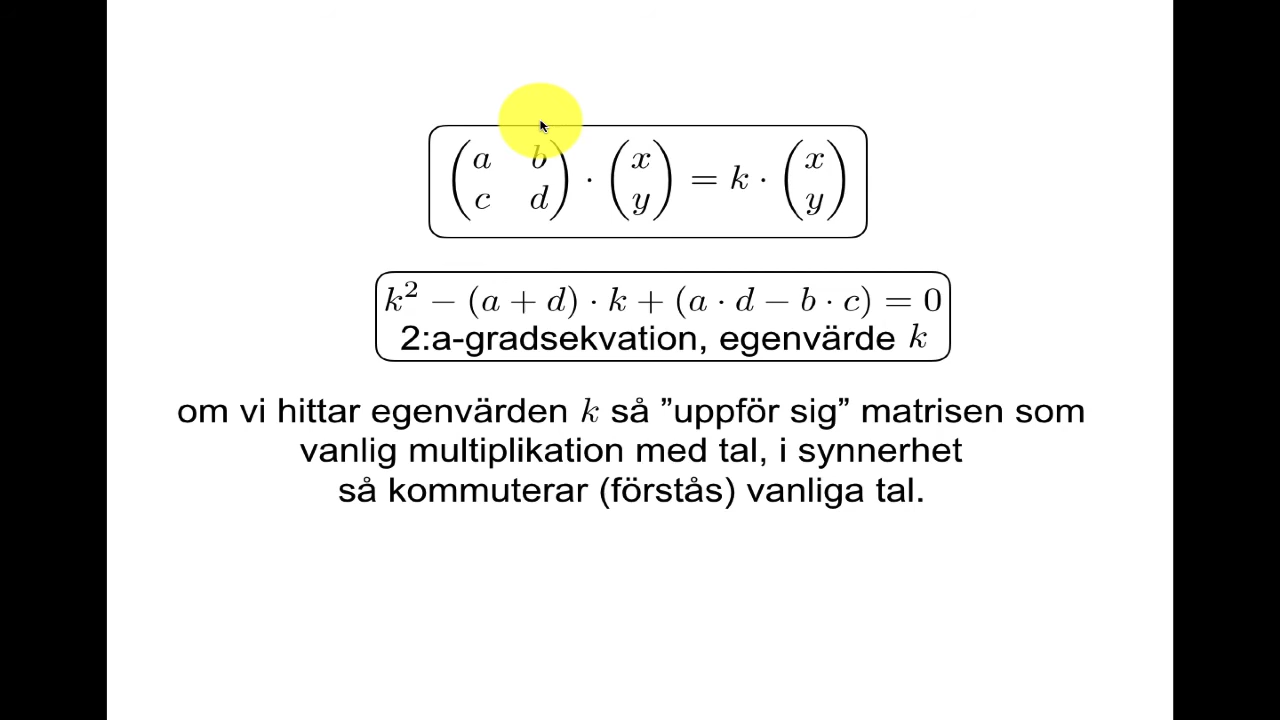 (a b
c d) · (x
y) = k · (x
y)
k² − (a + d) · k + (a · d − b · c) = 0
2:a-gradsekvation, egenvärde k
om vi hittar egenvärden k så ”uppför sig” matrisen som
vanlig multiplikation med tal, i synnerhet
så kommuterar (förstås) vanliga tal.